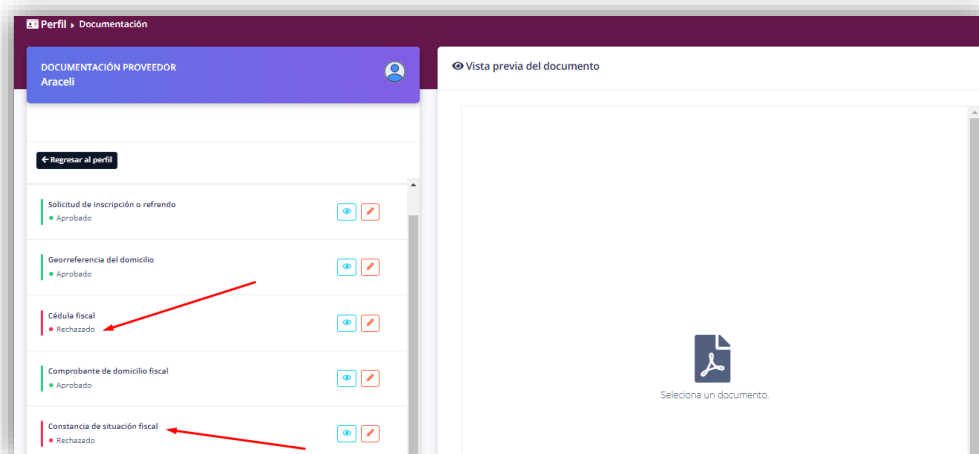 Perfil › Documentación
DOCUMENTACIÓN PROVEEDOR
Araceli
Vista previa del documento
Regresar al perfil
Solicitud de inscripción o refrendo
Aprobado
Georreferencia del domicilio
Aprobado
Cédula fiscal
Rechazado
Comprobante de domicilio fiscal
Aprobado
Constancia de situación fiscal
Rechazado
Seleciona un documento.